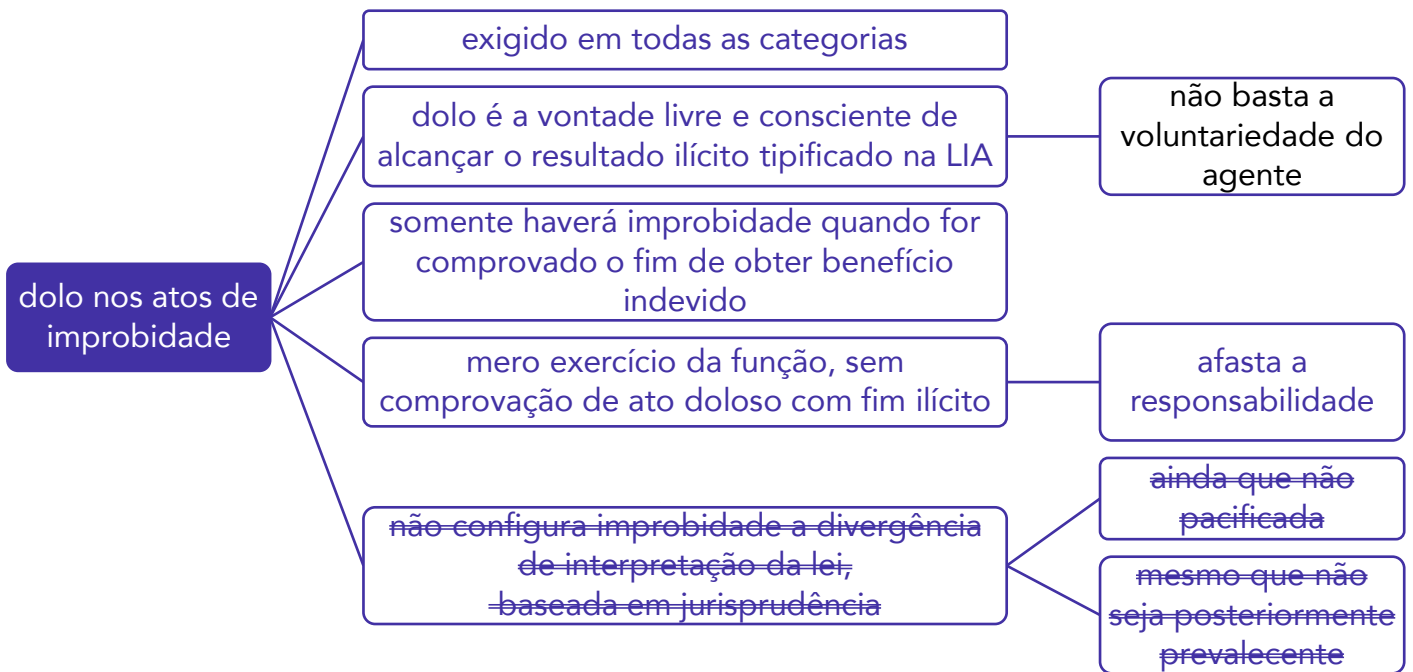 dolo nos atos de
improbidade
exigido em todas as categorias
dolo é a vontade livre e consciente de
alcançar o resultado ilícito tipificado na LIA
não basta a
voluntariedade do
agente
somente haverá improbidade quando for
comprovado o fim de obter benefício
indevido
mero exercício da função, sem
comprovação de ato doloso com fim ilícito
afasta a
responsabilidade
não configura improbidade a divergência
de interpretação da lei,
baseada em jurisprudência
ainda que não
pacificada
mesmo que não
seja posteriormente
prevalecente